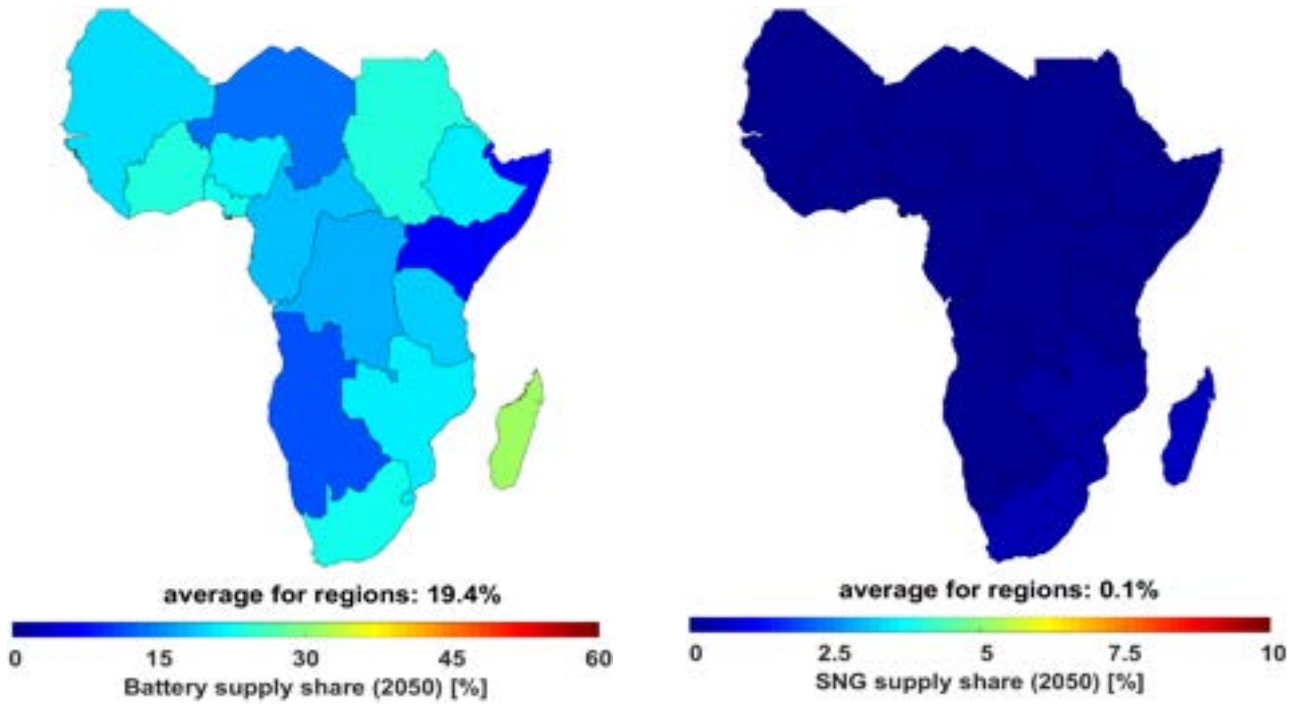 average for regions: 19.4%
0 15 30 45 60
Battery supply share (2050) [%]
average for regions: 0.1%
0 2.5 5 7.5 10
SNG supply share (2050) [%]